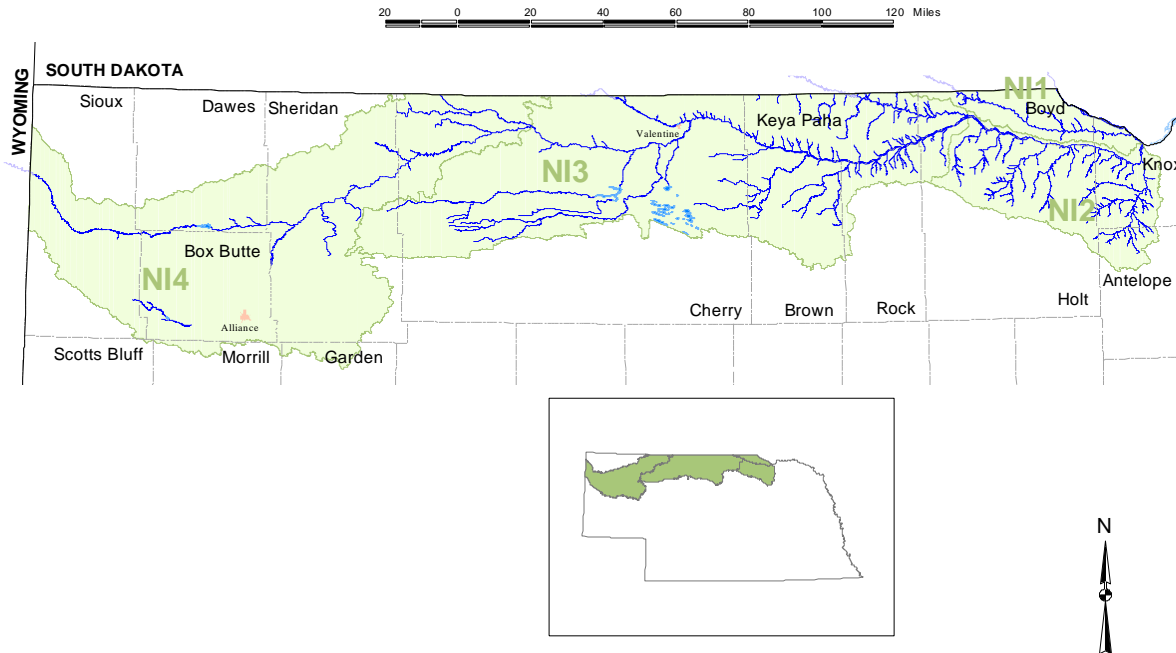 20 0 20 40 60 80 100 120 Miles
SOUTH DAKOTA
WYOMING
Sioux
Dawes
Sheridan
NI1
Boyd
Keya Paha
Valentine
Knox
NI3
NI2
Box Butte
NI4
Antelope
Alliance
Cherry
Brown
Rock
Holt
Scotts Bluff
Morrill
Garden
N